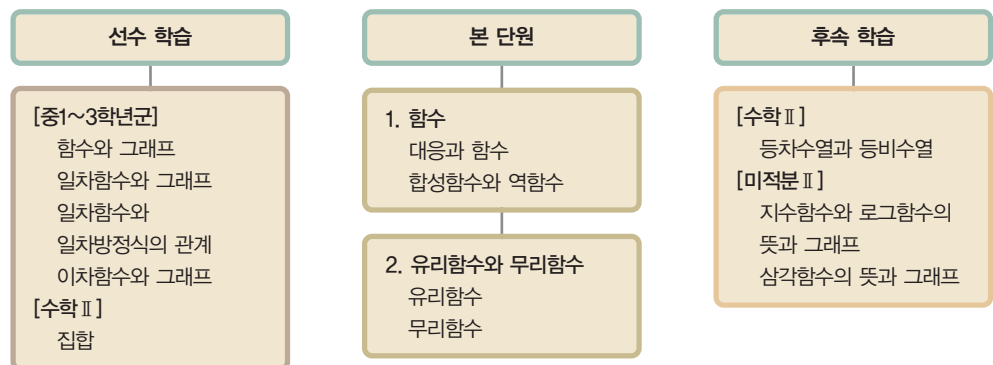 선수 학습
[중1~3학년군]
함수와 그래프
일차함수와 그래프
일차함수와
일차방정식의 관계
이차함수와 그래프
[수학Ⅱ]
집합
본 단원
1. 함수
대응과 함수
합성함수와 역함수
2. 유리함수와 무리함수
유리함수
무리함수
후속 학습
[수학Ⅱ]
등차수열과 등비수열
[미적분Ⅱ]
지수함수와 로그함수의
뜻과 그래프
삼각함수의 뜻과 그래프